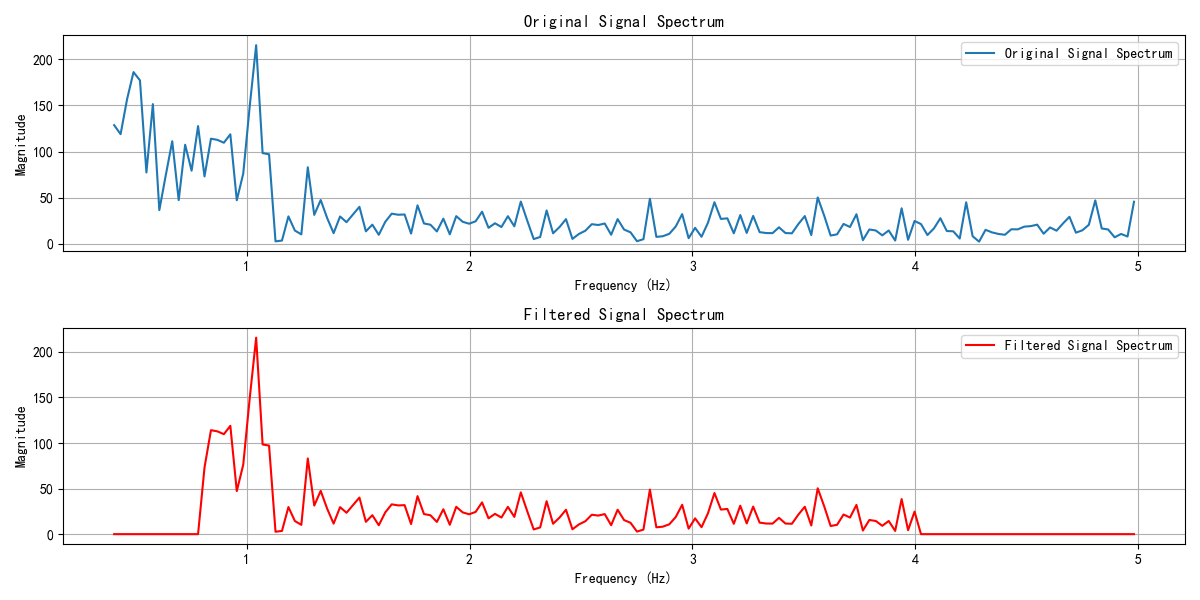 Original Signal Spectrum
Original Signal Spectrum
Magnitude
200
150
100
50
0
1
2
3
4
5
Frequency (Hz)
Filtered Signal Spectrum
Filtered Signal Spectrum
Magnitude
200
150
100
50
0
1
2
3
4
5
Frequency (Hz)